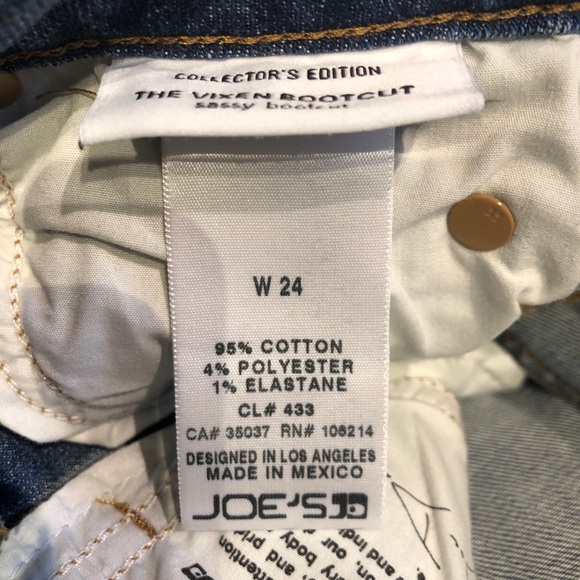 COLLECTOR'S EDITION
THE VIXEN BOOTCUT
sassy bootcut
W 24
95% COTTON
4% POLYESTER
1% ELASTANE
CL# 433
CA# 35037 RN# 106214
DESIGNED IN LOS ANGELES
MADE IN MEXICO
JOE'S